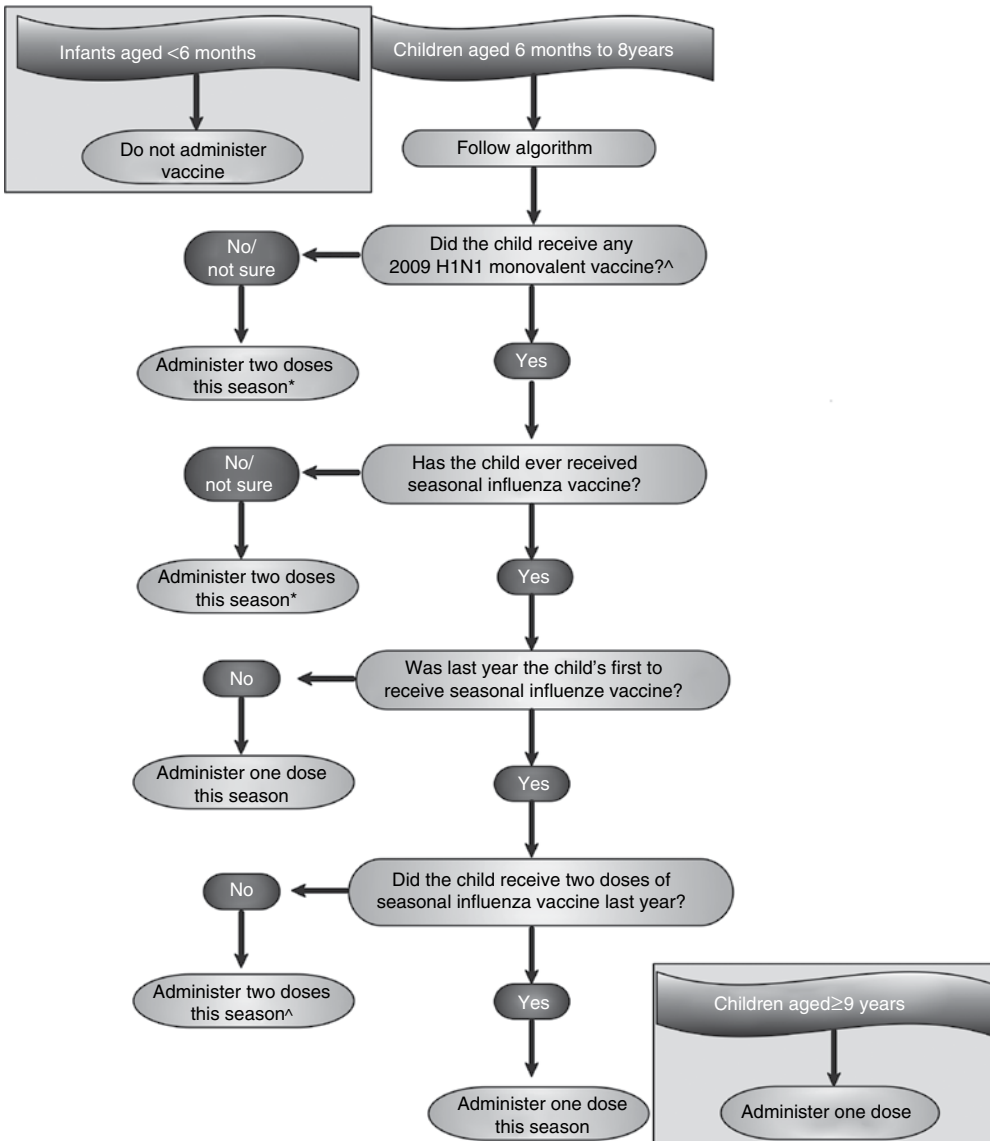 Infants aged <6 months
Do not administer
vaccine
Children aged 6 months to 8years
Follow algorithm
Did the child receive any
2009 H1N1 monovalent vaccine?^
No/
not sure
Administer two doses
this season*
Yes
Has the child ever received
seasonal influenza vaccine?
No/
not sure
Administer two doses
this season*
Yes
Was last year the child's first to
receive seasonal influenze vaccine?
No
Administer one dose
this season
Yes
Did the child receive two doses of
seasonal influenza vaccine last year?
No
Administer two doses
this season^
Yes
Administer one dose
this season
Children aged≥9 years
Administer one dose